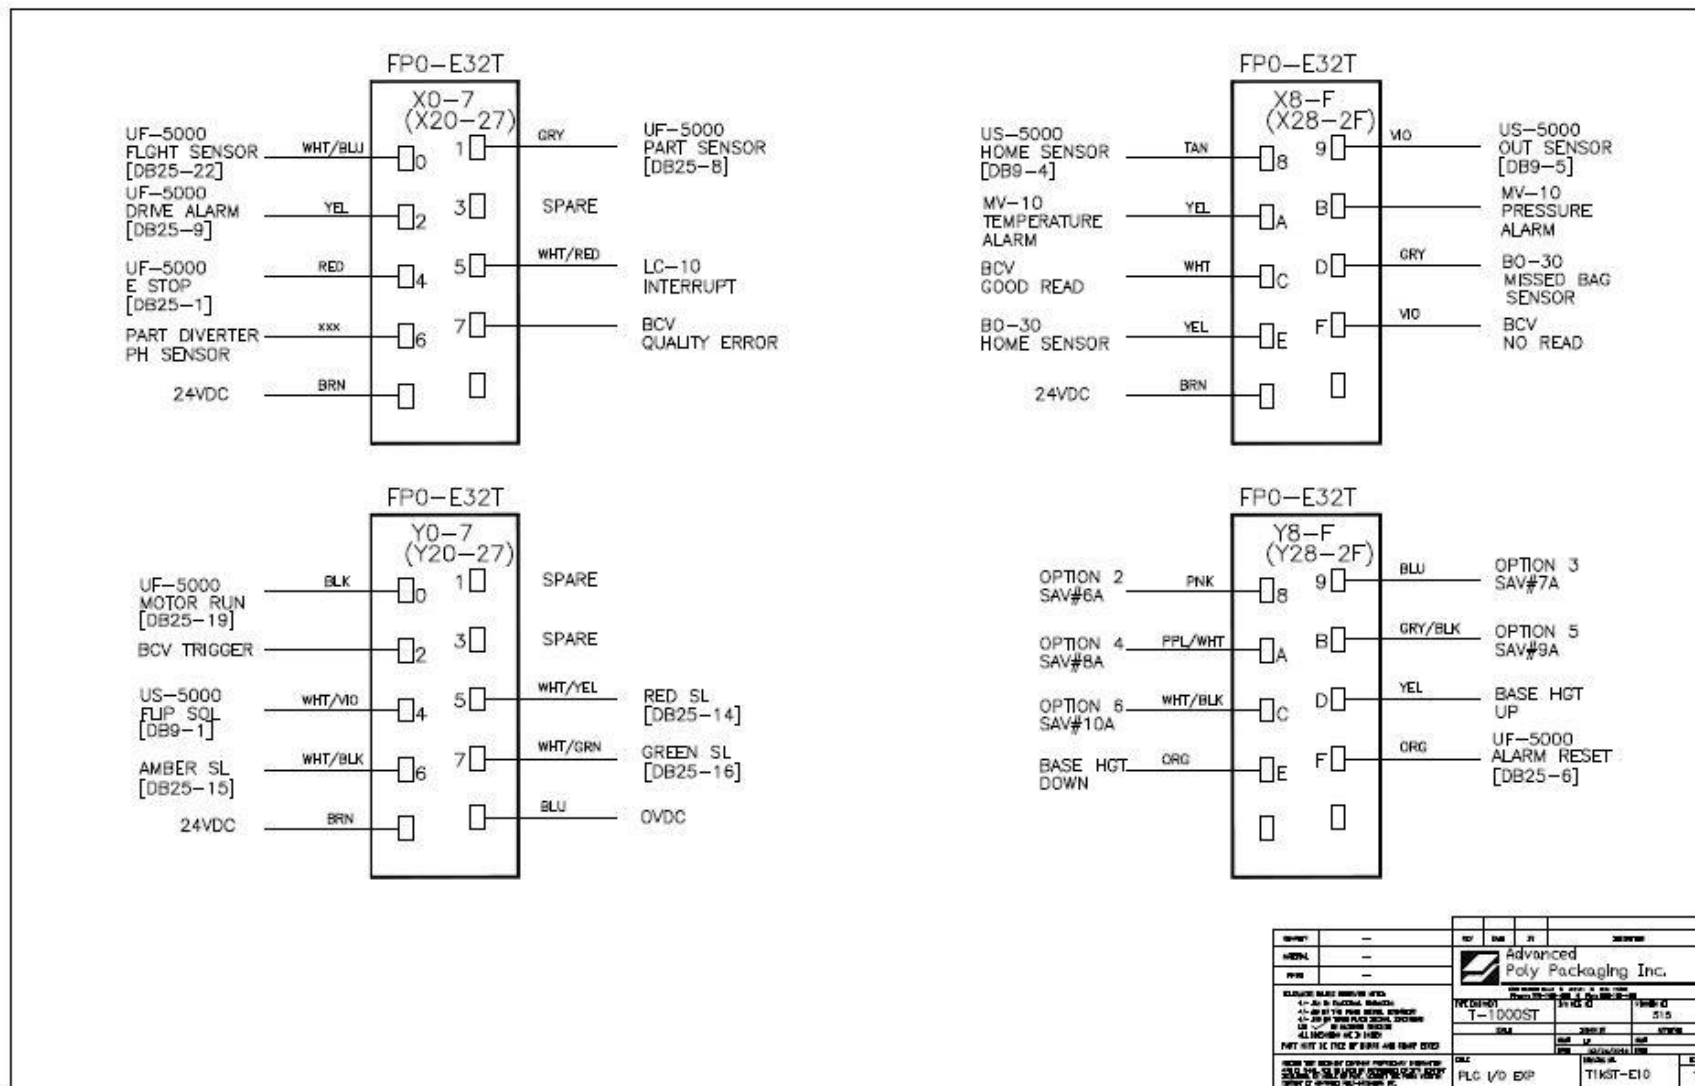 FP0-E32T
X0-7
(X20-27)
UF-5000
FLGHT SENSOR
[DB25-22]
WHT/BLU
0
1
GRY
UF-5000
PART SENSOR
[DB25-8]
UF-5000
DRIVE ALARM
[DB25-9]
YEL
2
3
SPARE
UF-5000
E STOP
[DB25-1]
RED
4
5
WHT/RED
LC-10
INTERRUPT
PART DIVERTER
PH SENSOR
xxx
6
7
BCV
QUALITY ERROR
24VDC
BRN
FP0-E32T
X8-F
(X28-2F)
US-5000
HOME SENSOR
[DB9-4]
TAN
8
9
VIO
US-5000
OUT SENSOR
[DB9-5]
MV-10
TEMPERATURE
ALARM
YEL
A
B
MV-10
PRESSURE
ALARM
BCV
GOOD READ
WHT
C
D
GRY
BO-30
MISSED BAG
SENSOR
BO-30
HOME SENSOR
YEL
E
F
VIO
BCV
NO READ
24VDC
BRN
FP0-E32T
Y0-7
(Y20-27)
UF-5000
MOTOR RUN
[DB25-19]
BLK
0
1
SPARE
BCV TRIGGER
2
3
SPARE
US-5000
FLIP SOL
[DB9-1]
WHT/VIO
4
5
WHT/YEL
RED SL
[DB25-14]
AMBER SL
[DB25-15]
WHT/BLK
6
7
WHT/GRN
GREEN SL
[DB25-16]
24VDC
BRN
BLU
0VDC
FP0-E32T
Y8-F
(Y28-2F)
OPTION 2
SAV#6A
PNK
8
9
BLU
OPTION 3
SAV#7A
OPTION 4
SAV#8A
PPL/WHT
A
B
GRY/BLK
OPTION 5
SAV#9A
OPTION 6
SAV#10A
WHT/BLK
C
D
YEL
BASE HGT
UP
BASE HGT
DOWN
ORG
E
F
ORG
UF-5000
ALARM RESET
[DB25-6]
Advanced
Poly Packaging Inc.
T-1000ST
515
PLC I/O EXP
T1kST-E10